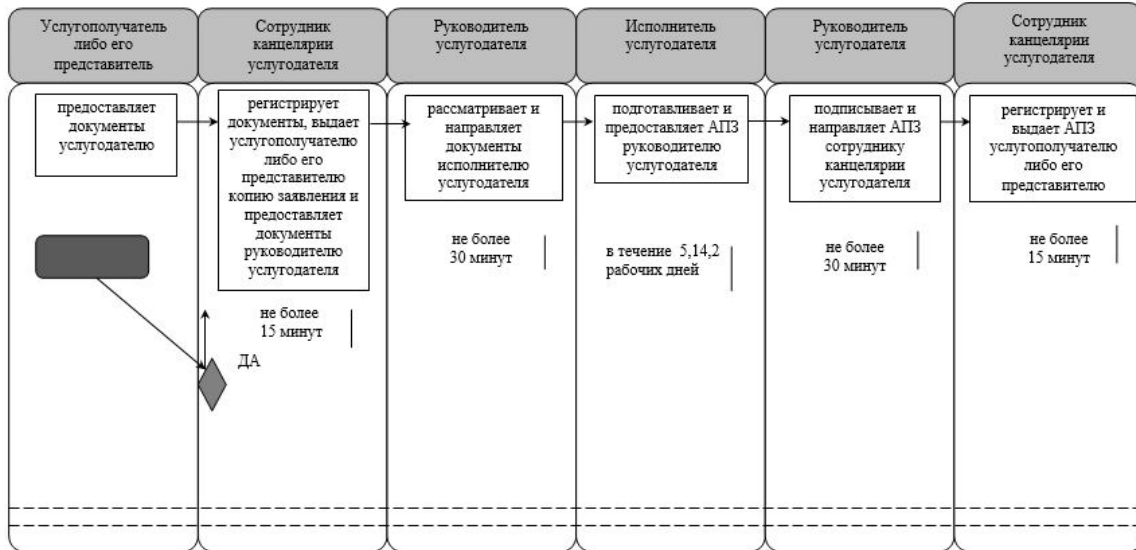 Услугополучатель
либо его
представитель
Сотрудник
канцелярии
услугодателя
Руководитель
услугодателя
Исполнитель
услугодателя
Руководитель
услугодателя
Сотрудник
канцелярии
услугодателя
предоставляет
документы
услугодателю
регистрирует
документы, выдает
услугополучателю
либо его
представителю
копию заявления и
предоставляет
документы
руководителю
услугодателя
рассматривает и
направляет
документы
исполнителю
услугодателя
подготавливает и
предоставляет АПЗ
руководителю
услугодателя
подписывает и
направляет АПЗ
сотруднику
канцелярии
услугодателя
регистрирует и
выдает АПЗ
услугополучателю
либо его
представителю
не более
15 минут
не более
30 минут
в течение 5,14,2
рабочих дней
не более
30 минут
не более
15 минут
ДА